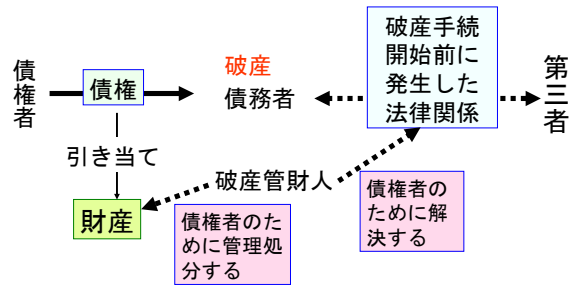 債権者
債権
破産
債務者
破産手続
開始前に
発生した
法律関係
第三者
引き当て
財産
破産管財人
債権者のた
めに管理処
分する
債権者の
ために解
決する